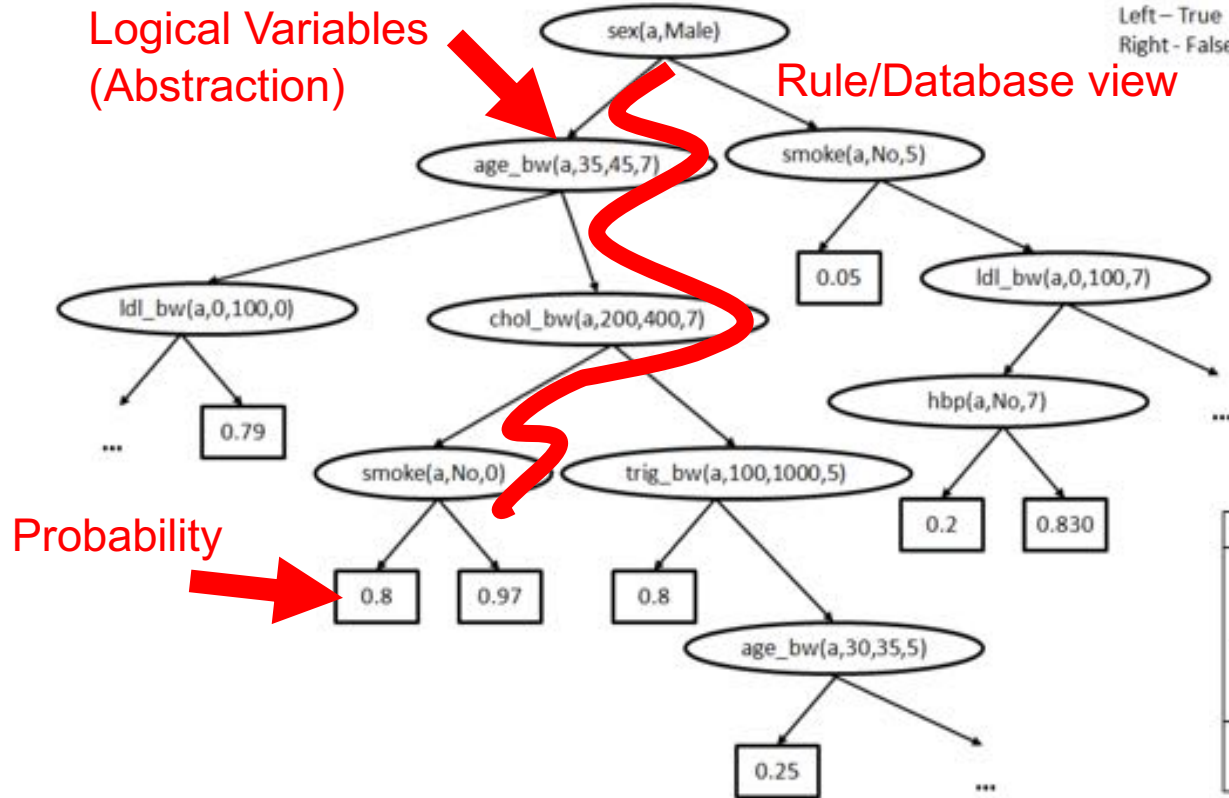 Logical Variables
(Abstraction)
sex(a,Male)
Left – True
Right - False
Rule/Database view
age_bw(a,35,45,7)
smoke(a,No,5)
ldl_bw(a,0,100,0)
chol_bw(a,200,400,7)
0.05
ldl_bw(a,0,100,7)
...
0.79
hbp(a,No,7)
...
smoke(a,No,0)
trig_bw(a,100,1000,5)
0.2
0.830
Probability
0.8
0.97
0.8
age_bw(a,30,35,5)
0.25
...